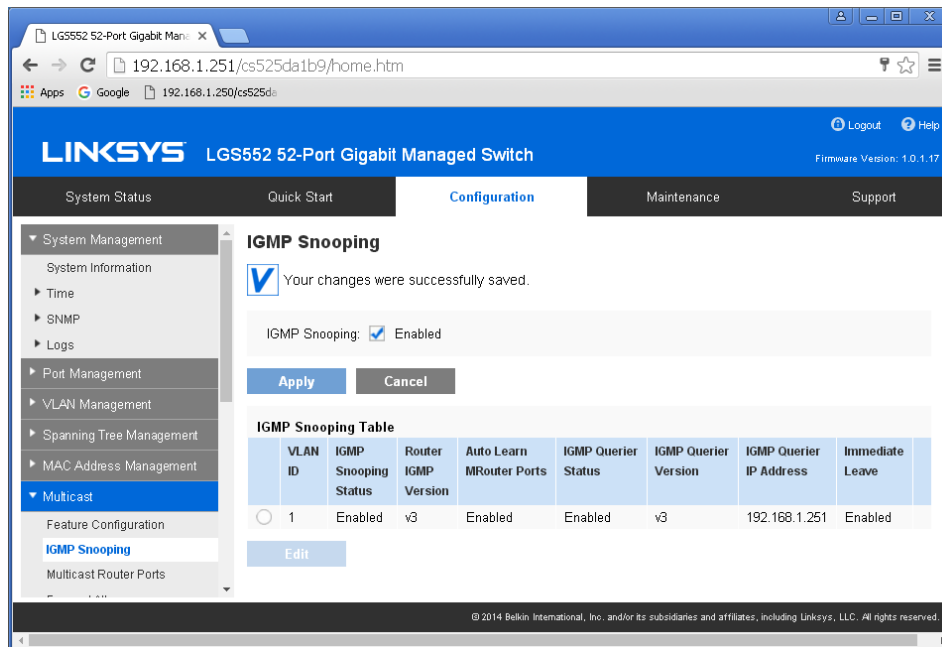 LGS552 52-Port Gigabit Mana
192.168.1.251/cs525da1b9/home.htm
Apps Google 192.168.1.250/cs525da
Logout Help
LINKSYS LGS552 52-Port Gigabit Managed Switch
Firmware Version: 1.0.1.17
System Status Quick Start Configuration Maintenance Support
System Management
System Information
Time
SNMP
Logs
Port Management
VLAN Management
Spanning Tree Management
MAC Address Management
Multicast
Feature Configuration
IGMP Snooping
Multicast Router Ports
IGMP Snooping
Your changes were successfully saved.
IGMP Snooping: Enabled
Apply Cancel
IGMP Snooping Table
VLAN ID IGMP Snooping Status Router IGMP Version Auto Learn MRouter Ports IGMP Querier Status IGMP Querier Version IGMP Querier IP Address Immediate Leave
1 Enabled v3 Enabled Enabled v3 192.168.1.251 Enabled
Edit
© 2014 Belkin International, Inc. and/or its subsidiaries and affiliates, including Linksys, LLC. All rights reserved.